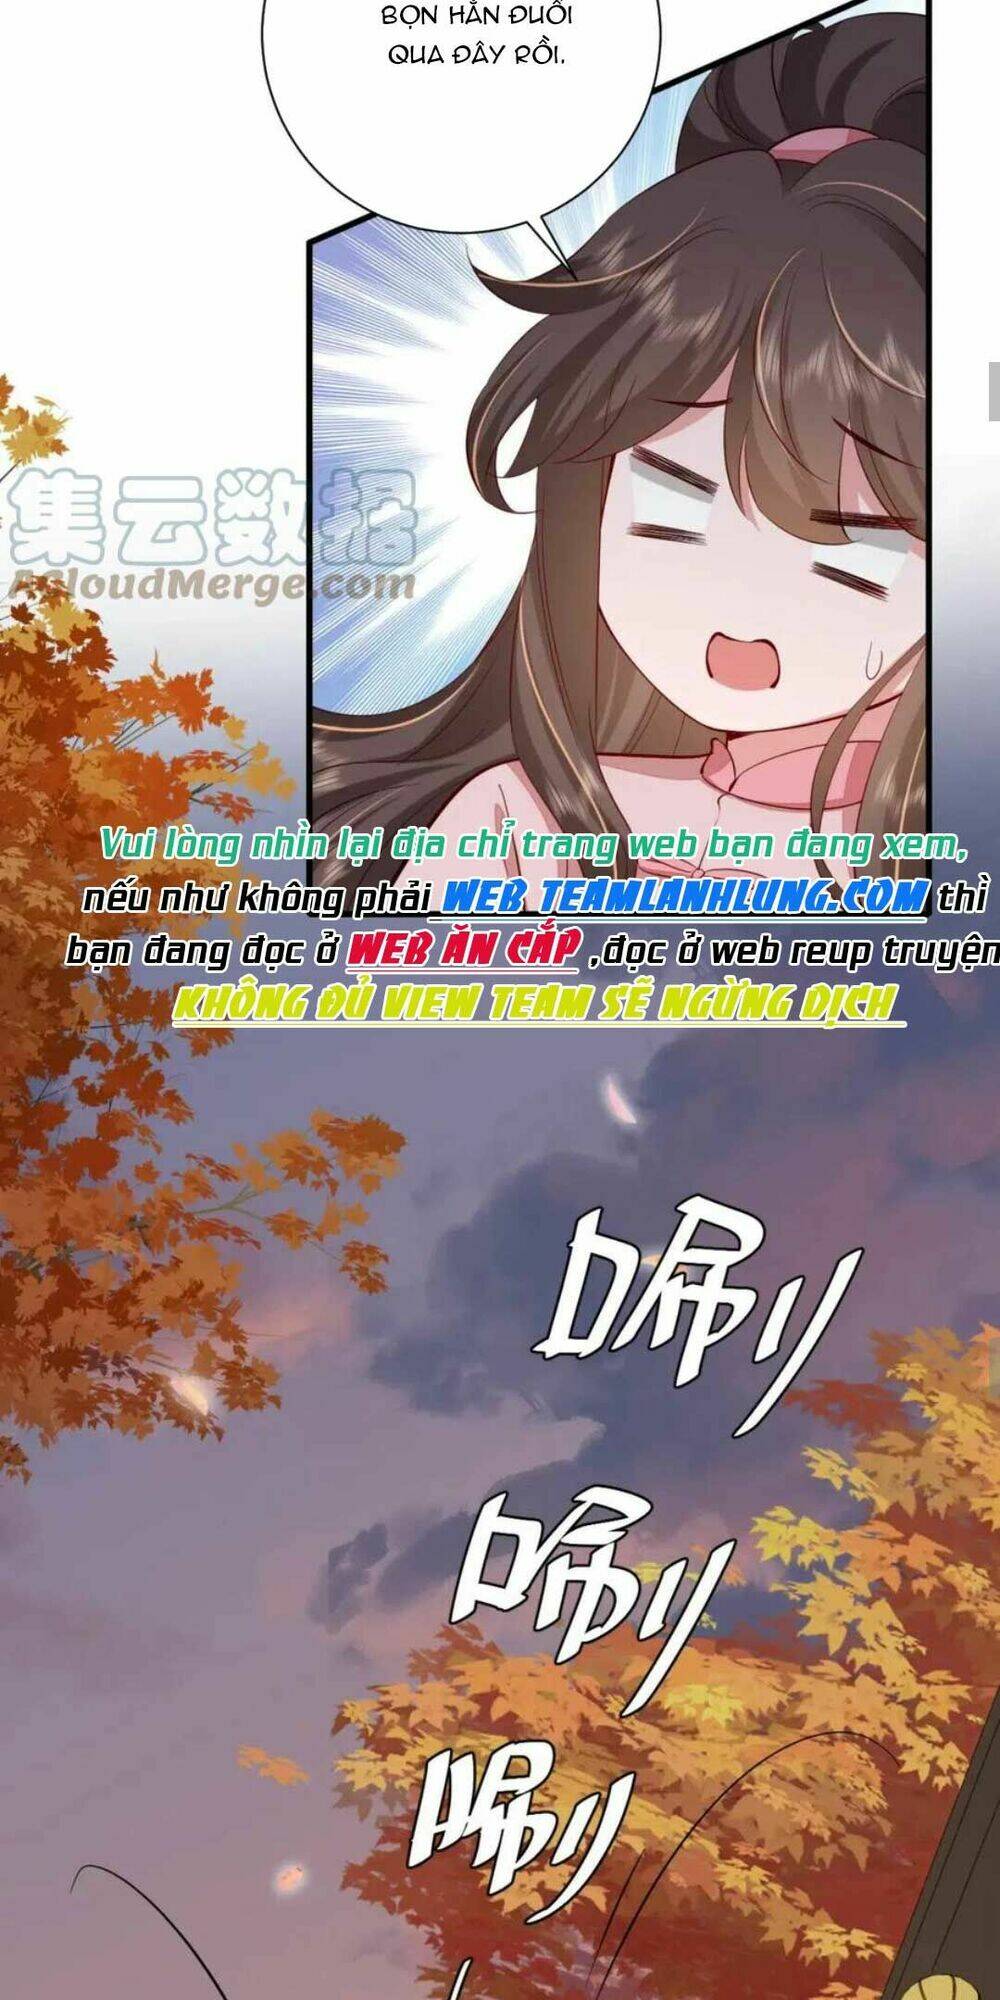 BỌN HẮN ĐUỔI
QUA ĐÂY RỒI.
集云数据
ACloudMerge.com
Vui lòng nhìn lại địa chỉ trang web bạn đang xem,
nếu như không phải WEB TEAMLANHLUNG.COM thì
bạn đang đọc ở WEB ĂN CẮP ,đọc ở web reup truyện
KHÔNG ĐỦ VIEW TEAM SẼ NGỪNG DỊCH
唰
唰
唰